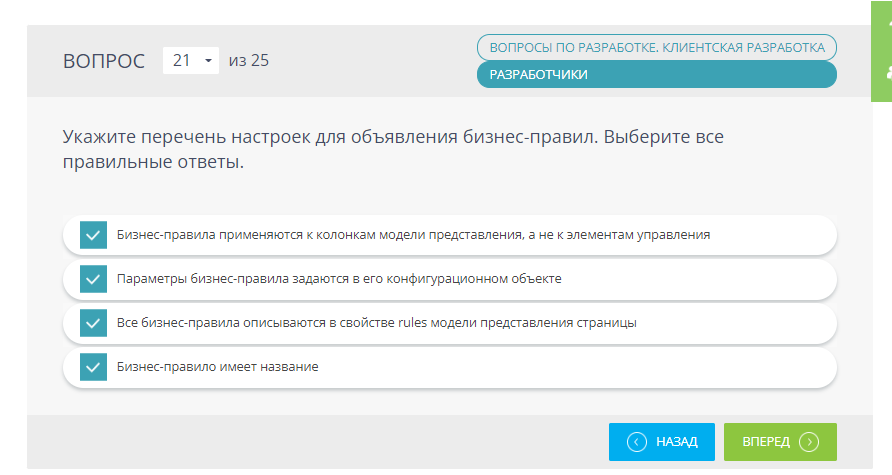 ВОПРОС 21 из 25
ВОПРОСЫ ПО РАЗРАБОТКЕ. КЛИЕНТСКАЯ РАЗРАБОТКА
РАЗРАБОТЧИКИ
Укажите перечень настроек для объявления бизнес-правил. Выберите все
правильные ответы.
Бизнес-правила применяются к колонкам модели представления, а не к элементам управления
Параметры бизнес-правила задаются в его конфигурационном объекте
Все бизнес-правила описываются в свойстве rules модели представления страницы
Бизнес-правило имеет название
НАЗАД
ВПЕРЕД